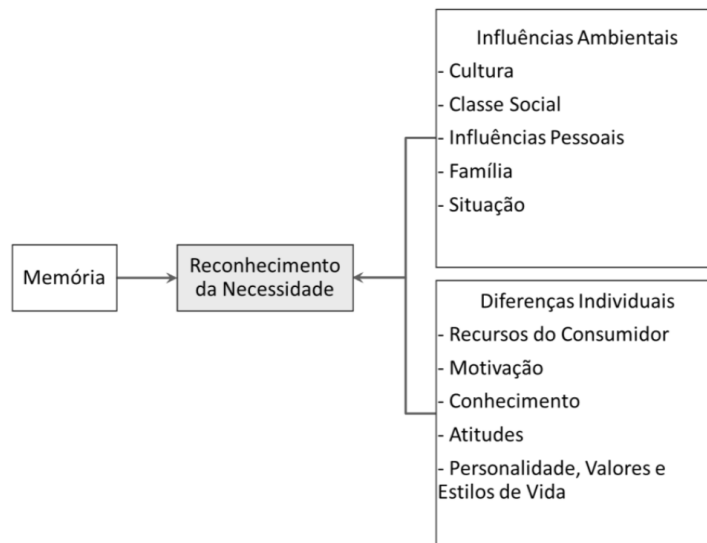 Influências Ambientais
- Cultura
- Classe Social
- Influências Pessoais
- Família
- Situação
Memória
Reconhecimento
da Necessidade
Diferenças Individuais
- Recursos do Consumidor
- Motivação
- Conhecimento
- Atitudes
- Personalidade, Valores e
Estilos de Vida